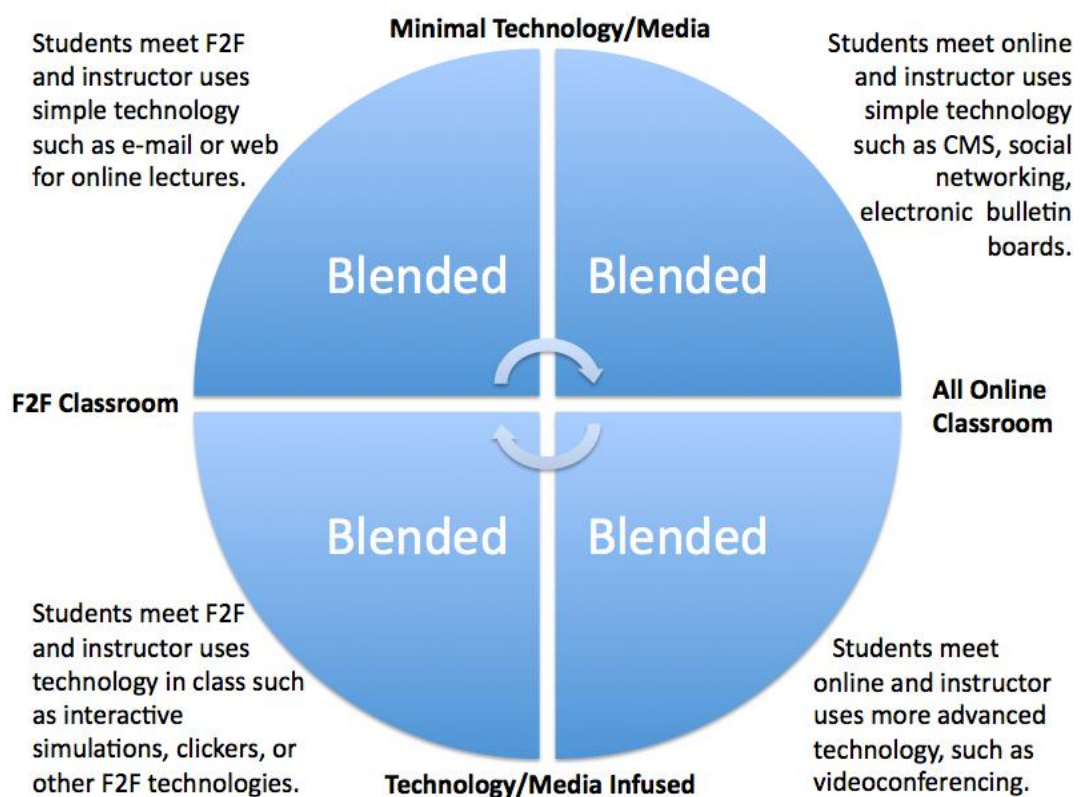 Minimal Technology/Media
Students meet F2F
and instructor uses
simple technology
such as e-mail or web
for online lectures.
Students meet online
and instructor uses
simple technology
such as CMS, social
networking,
electronic bulletin
boards.
Blended
Blended
F2F Classroom
All Online
Classroom
Blended
Blended
Students meet F2F
and instructor uses
technology in class such
as interactive
simulations, clickers, or
other F2F technologies.
Students meet
online and instructor
uses more advanced
technology, such as
videoconferencing.
Technology/Media Infused